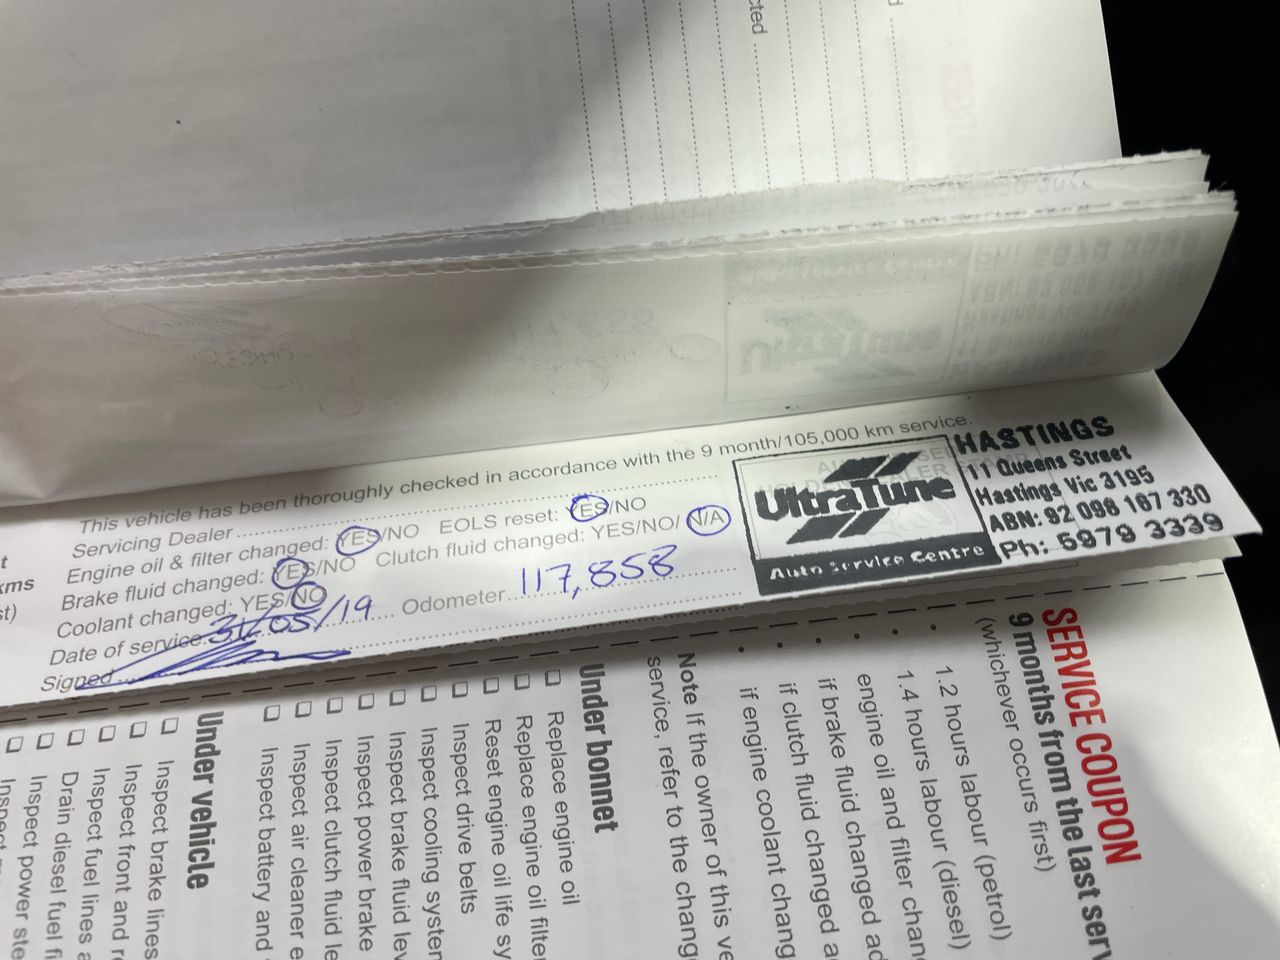 cted
This vehicle has been thoroughly checked in accordance with the 9 month/105,000 km service.
Servicing Dealer
Engine oil & filter changed: YES/NO EOLS reset: YES/NO
Brake fluid changed: YES/NO Clutch fluid changed: YES/NO/ N/A
Coolant changed: YES/NO
Date of service: 31/05/19 Odometer 117,858
Signed
UltraTune
Auto Service Centre
HASTINGS
11 Queens Street
Hastings Vic 3195
ABN: 92 098 167 330
Ph: 5979 3339
t
kms
st)
SERVICE COUPON
9 months from the last serv
(whichever occurs first)
• 1.2 hours labour (petrol)
• 1.4 hours labour (diesel)
• engine oil and filter chan
• if brake fluid changed ad
• if clutch fluid changed a
• if engine coolant chang
Note If the owner of this ve
service, refer to the chang
Under bonnet
Replace engine oil
Replace engine oil filter
Reset engine oil life sy
Inspect drive belts
Inspect cooling system
Inspect brake fluid lev
Inspect power brake
Inspect clutch fluid le
Inspect air cleaner e
Inspect battery and
Under vehicle
Inspect brake lines
Inspect front and r
Inspect fuel lines a
Drain diesel fuel fi
Inspect power ste
Inspect